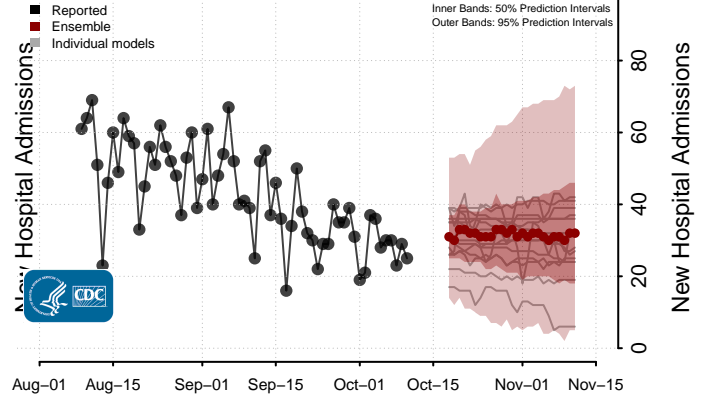 Reported
Ensemble
Individual models
Inner Bands: 50% Prediction Intervals
Outer Bands: 95% Prediction Intervals
New Hospital Admissions
CDC
80
60
40
20
0
New Hospital Admissions
Aug–01 Aug–15 Sep–01 Sep–15 Oct–01 Oct–15 Nov–01 Nov–15